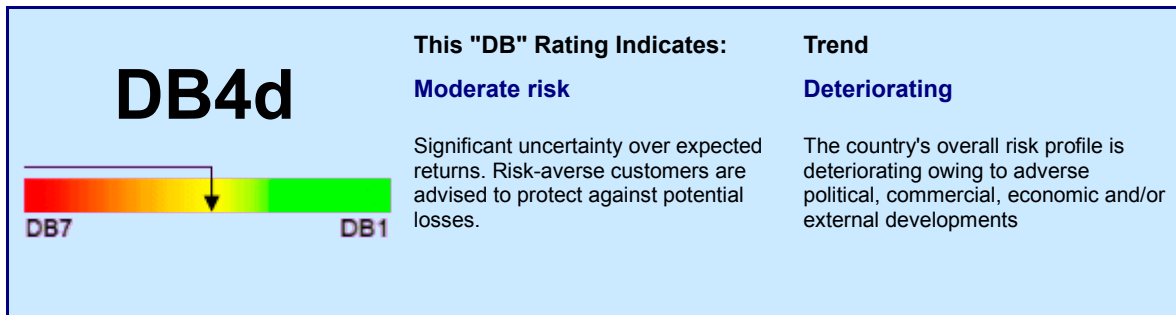 DB4d
DB7
DB1
This "DB" Rating Indicates:
Moderate risk
Significant uncertainty over expected
returns. Risk-averse customers are
advised to protect against potential
losses.
Trend
Deteriorating
The country's overall risk profile is
deteriorating owing to adverse
political, commercial, economic and/or
external developments